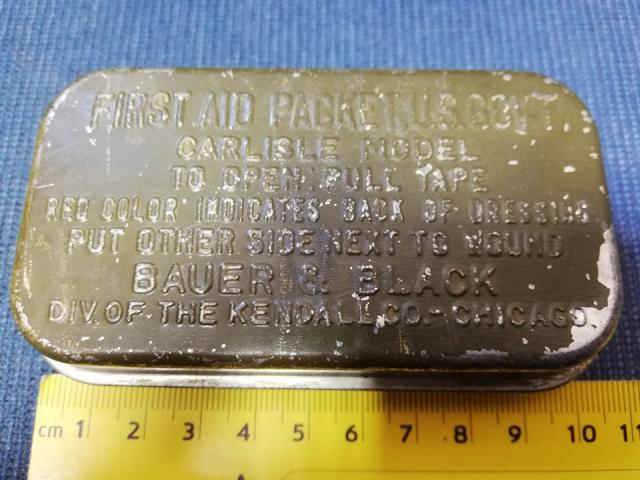 FIRST AID PACKET, U.S. GOV'T
CARLISLE MODEL
TO OPEN PULL TAPE
RED COLOR INDICATES BACK OF DRESSING
PUT OTHER SIDE NEXT TO WOUND
BAUER & BLACK
DIV. OF THE KENDALL CO.-CHICAGO
cm 1 2 3 4 5 6 7 8 9 10 11